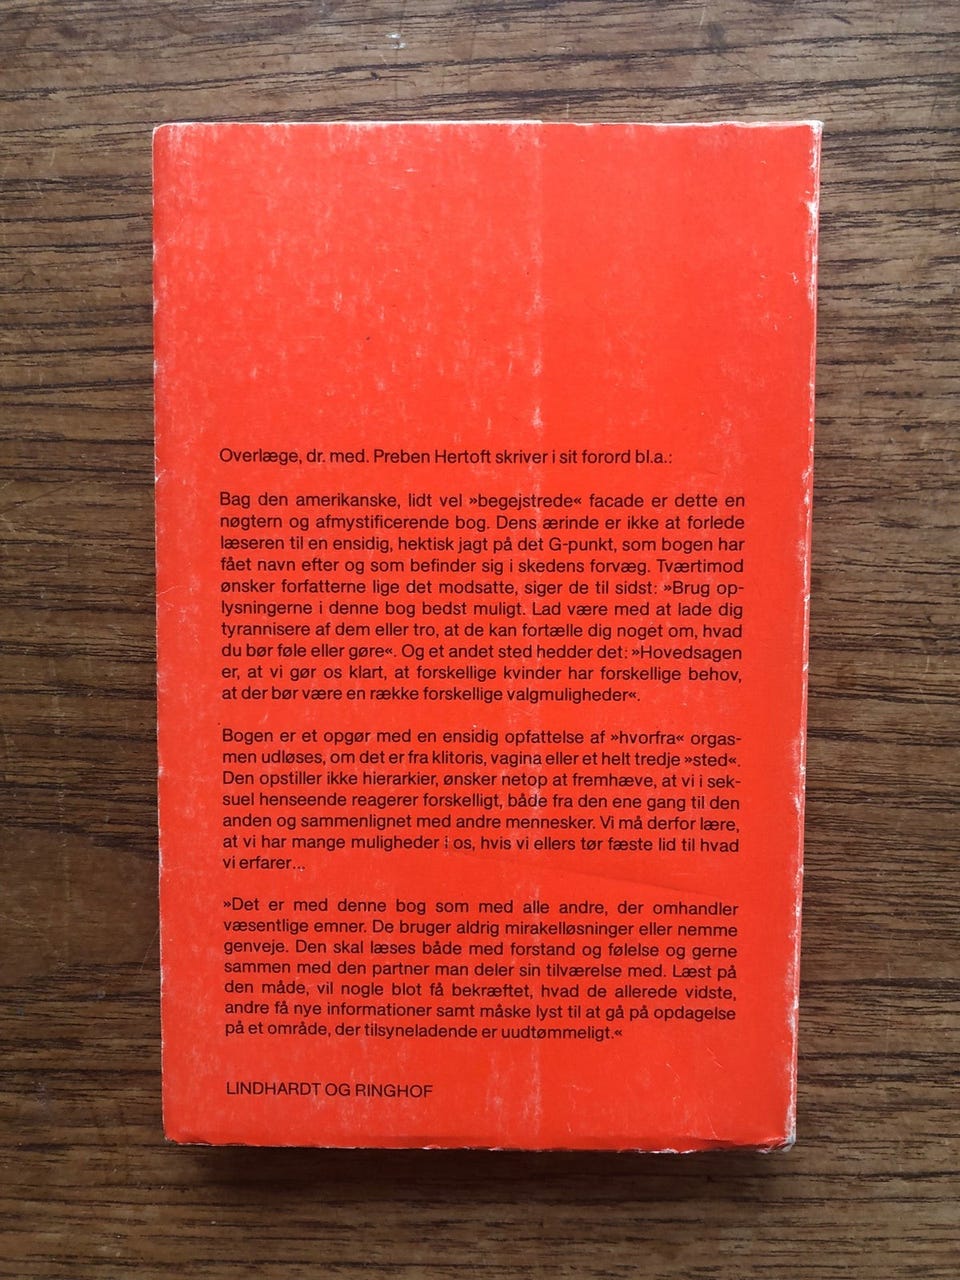 Overlæge, dr. med. Preben Hertoft skriver i sit forord bl.a.:
Bag den amerikanske, lidt vel »begejstrede« facade er dette en
nøgtern og afmystificerende bog. Dens ærinde er ikke at forlede
læseren til en ensidig, hektisk jagt på det G-punkt, som bogen har
fået navn efter og som befinder sig i skedens forvæg. Tværtimod
ønsker forfatterne lige det modsatte, siger de til sidst: »Brug op-
lysningerne i denne bog bedst muligt. Lad være med at lade dig
tyrannisere af dem eller tro, at de kan fortælle dig noget om, hvad
du bør føle eller gøre«. Og et andet sted hedder det: »Hovedsagen
er, at vi gør os klart, at forskellige kvinder har forskellige behov,
at der bør være en række forskellige valgmuligheder«.
Bogen er et opgør med en ensidig opfattelse af »hvorfra« orgas-
men udløses, om det er fra klitoris, vagina eller et helt tredje »sted«.
Den opstiller ikke hierarkier, ønsker netop at fremhæve, at vi i sek-
suel henseende reagerer forskelligt, både fra den ene gang til den
anden og sammenlignet med andre mennesker. Vi må derfor lære,
at vi har mange muligheder i os, hvis vi ellers tør fæste lid til hvad
vi erfarer...
»Det er med denne bog som med alle andre, der omhandler
væsentlige emner. De bruger aldrig mirakelløsninger eller nemme
genveje. Den skal læses både med forstand og følelse og gerne
sammen med den partner man deler sin tilværelse med. Læst på
den måde, vil nogle blot få bekræftet, hvad de allerede vidste,
andre få nye informationer samt måske lyst til at gå på opdagelse
på et område, der tilsyneladende er uudtømmeligt.«
LINDHARDT OG RINGHOF